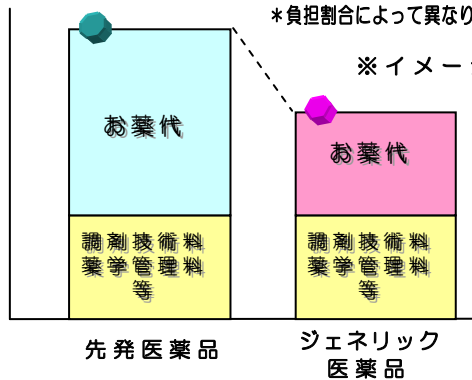 ＊負担割合によって異なり
※イメー
お薬代
お薬代
調剤技術料
薬学管理料
等
調剤技術料
薬学管理料
等
先発医薬品
ジェネリック
医薬品